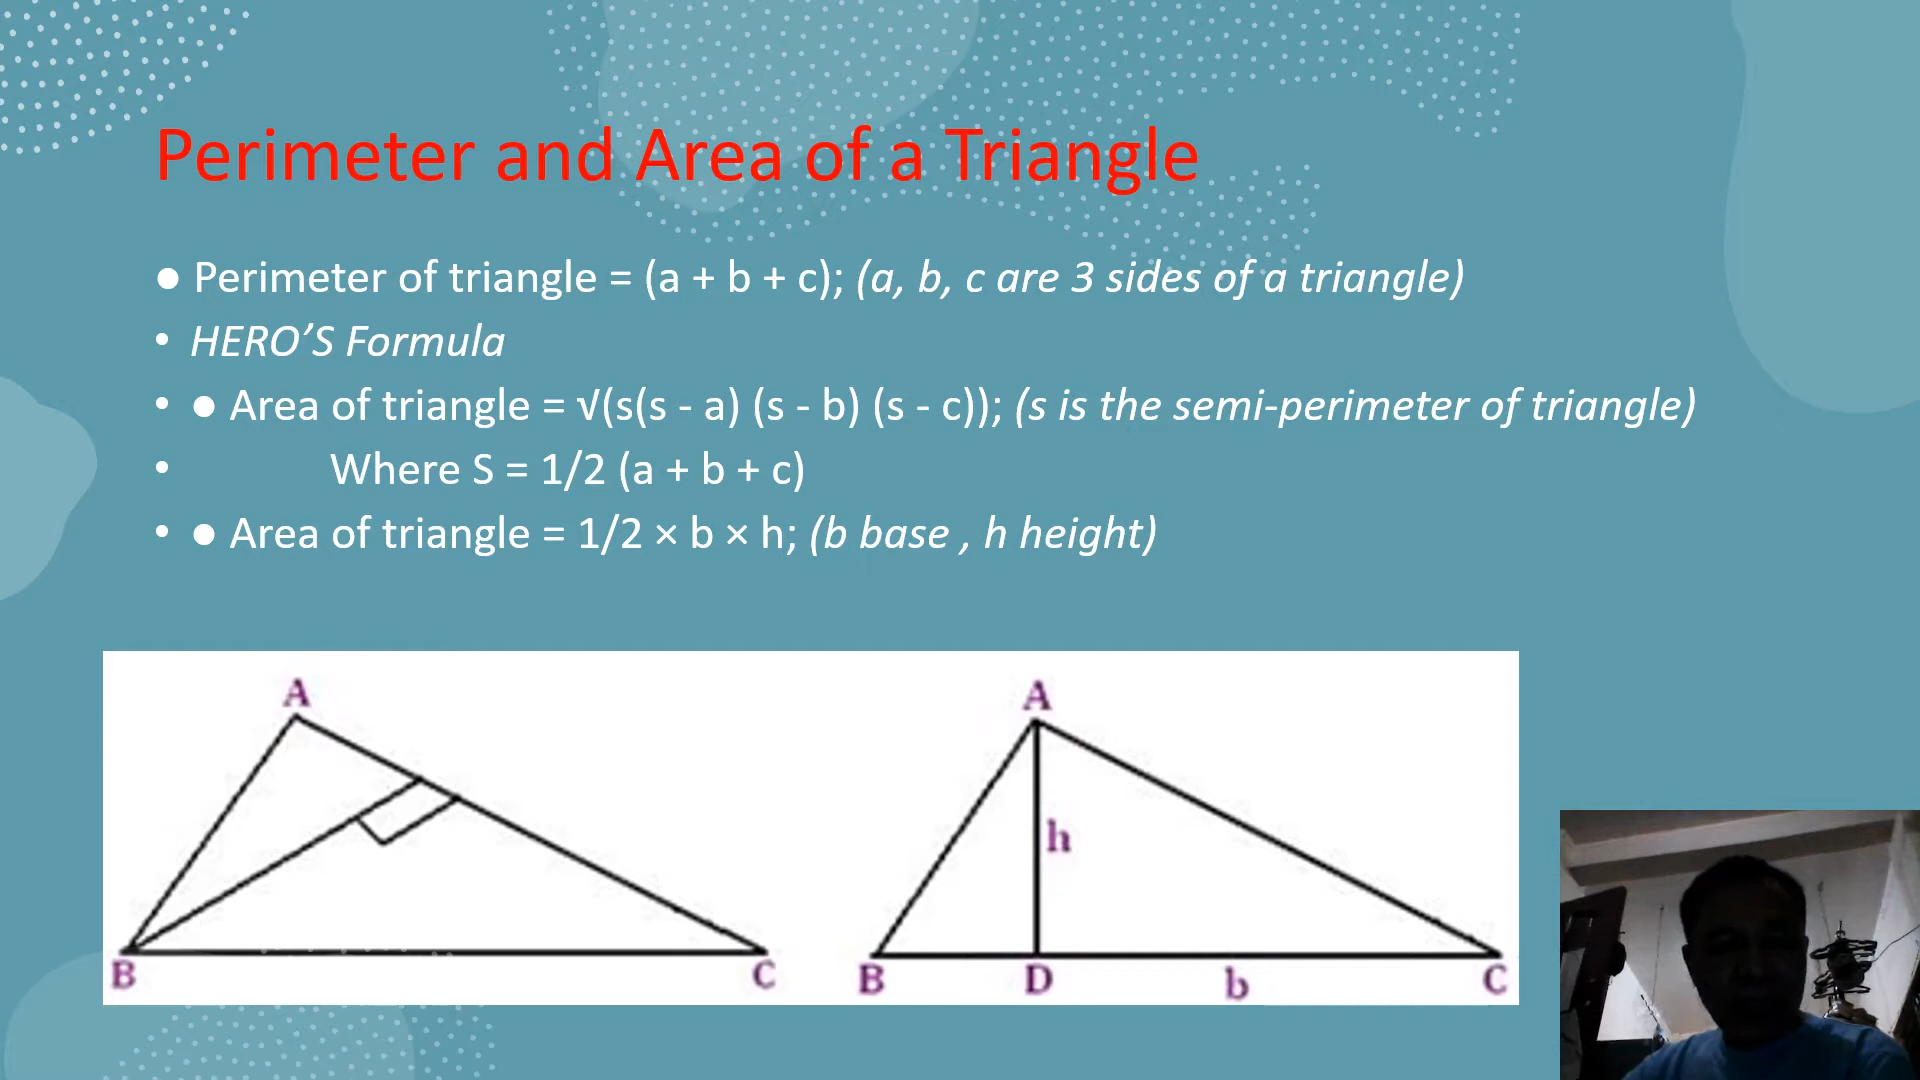 Perimeter and Area of a Triangle
● Perimeter of triangle = (a + b + c); (a, b, c are 3 sides of a triangle)
• HERO’S Formula
• ● Area of triangle = √(s(s - a) (s - b) (s - c)); (s is the semi-perimeter of triangle)
• Where S = 1/2 (a + b + c)
• ● Area of triangle = 1/2 × b × h; (b base , h height)
A
A
h
B
C
B
D
b
C